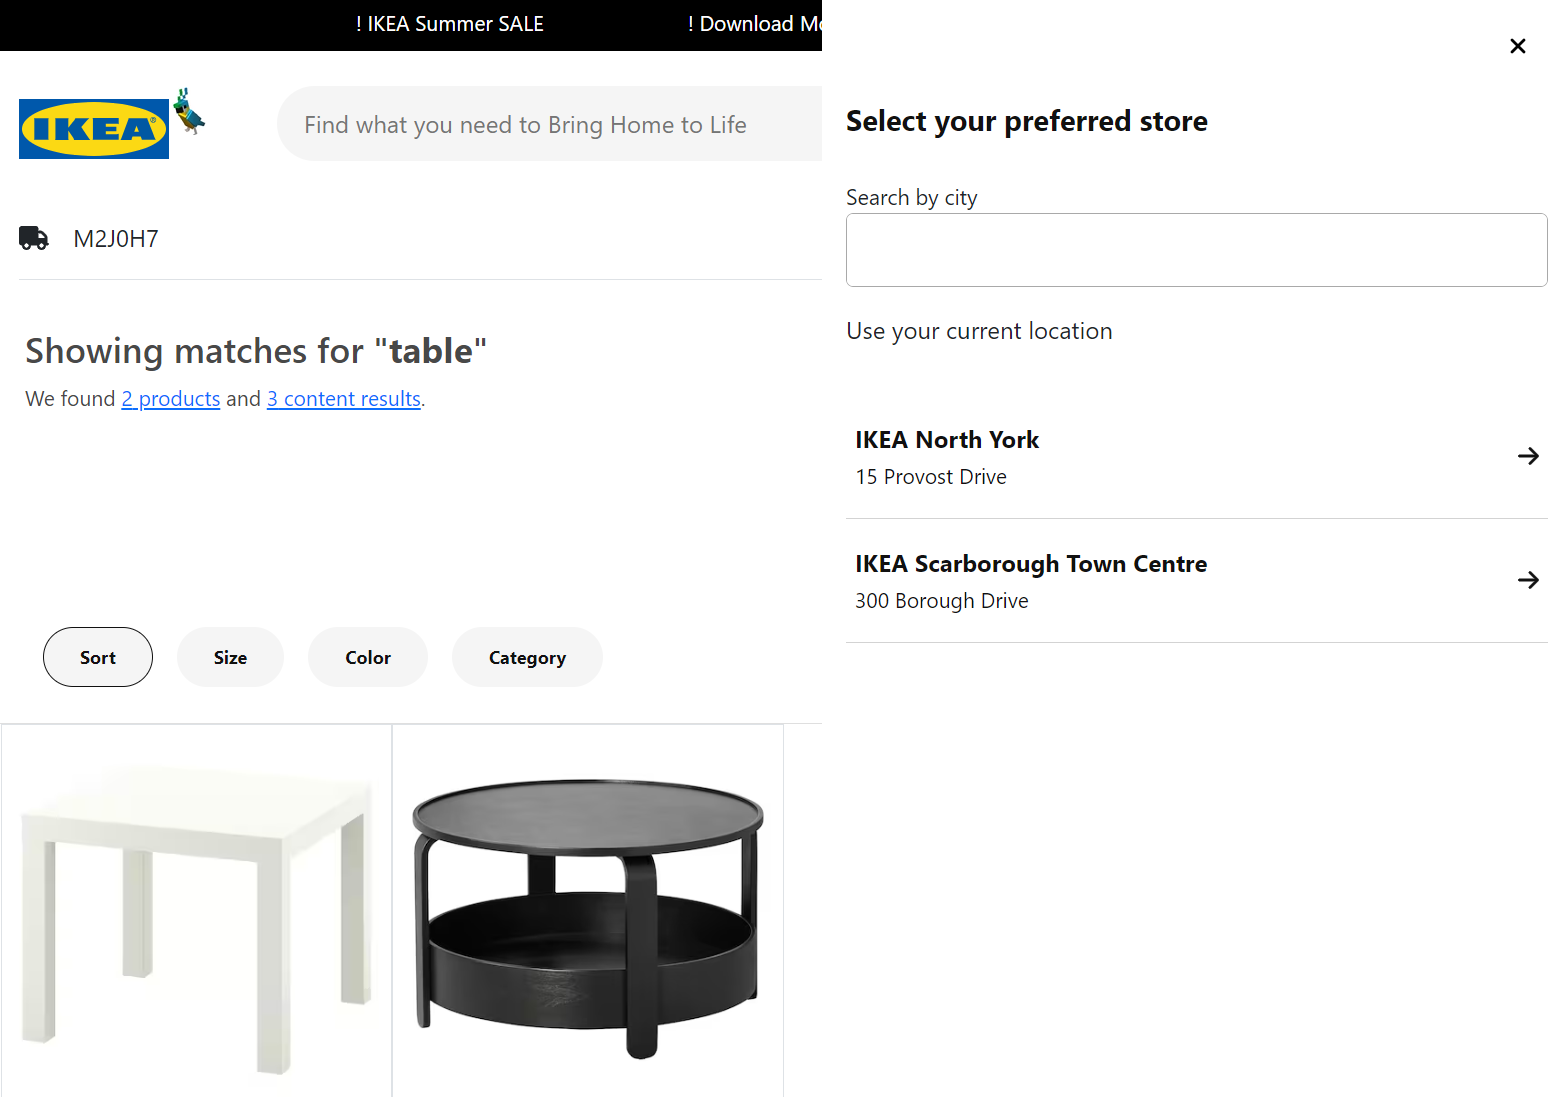 ! IKEA Summer SALE
! Download Mo
IKEA
Find what you need to Bring Home to Life
M2J0H7
Showing matches for "table"
We found 2 products and 3 content results.
Sort
Size
Color
Category
Select your preferred store
Search by city
Use your current location
IKEA North York
15 Provost Drive
IKEA Scarborough Town Centre
300 Borough Drive